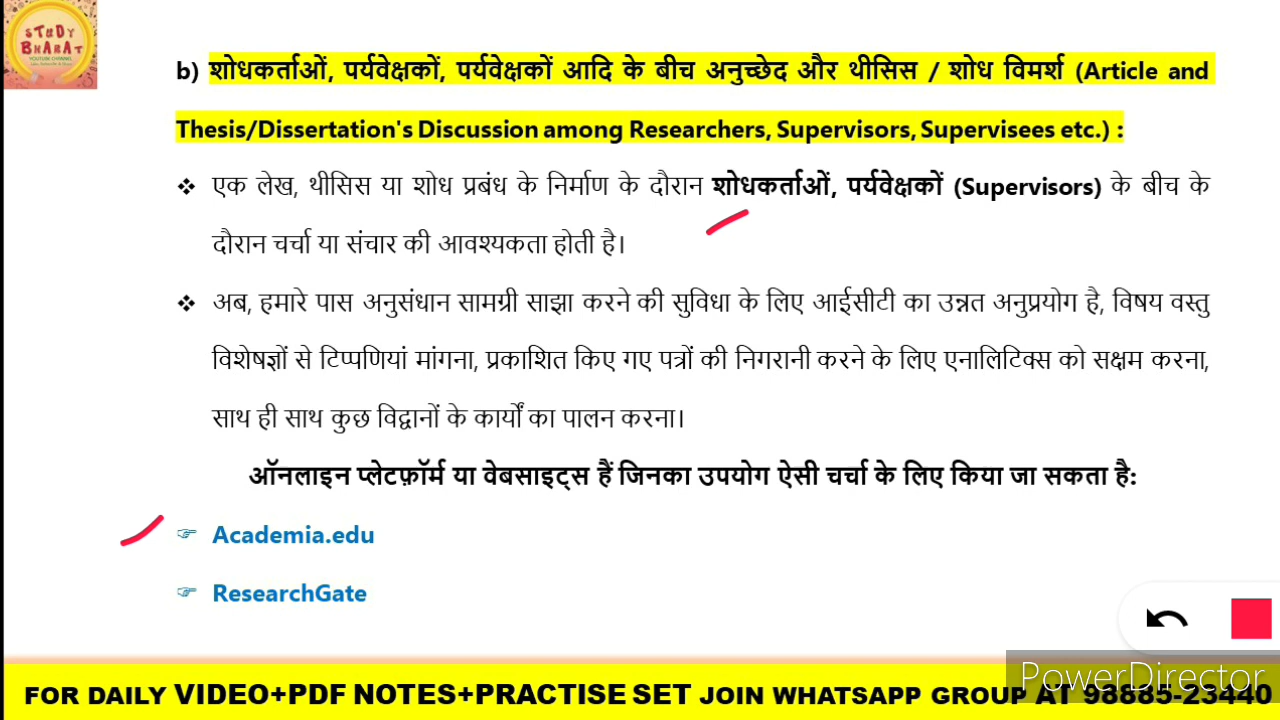 STUDY
BHARAT
YOUTUBE CHANNEL
b) शोधकर्ताओं, पर्यवेक्षकों, पर्यवेक्षकों आदि के बीच अनुच्छेद और थीसिस / शोध विमर्श (Article and
Thesis/Dissertation's Discussion among Researchers, Supervisors, Supervisees etc.) :
❖ एक लेख, थीसिस या शोध प्रबंध के निर्माण के दौरान शोधकर्ताओं, पर्यवेक्षकों (Supervisors) के बीच के
दौरान चर्चा या संचार की आवश्यकता होती है।
❖ अब, हमारे पास अनुसंधान सामग्री साझा करने की सुविधा के लिए आईसीटी का उन्नत अनुप्रयोग है, विषय वस्तु
विशेषज्ञों से टिप्पणियां मांगना, प्रकाशित किए गए पत्रों की निगरानी करने के लिए एनालिटिक्स को सक्षम करना,
साथ ही साथ कुछ विद्वानों के कार्यों का पालन करना।
ऑनलाइन प्लेटफ़ॉर्म या वेबसाइट्स हैं जिनका उपयोग ऐसी चर्चा के लिए किया जा सकता है:
☞ Academia.edu
☞ ResearchGate
PowerDirector
FOR DAILY VIDEO+PDF NOTES+PRACTISE SET JOIN WHATSAPP GROUP AT 98885-23440